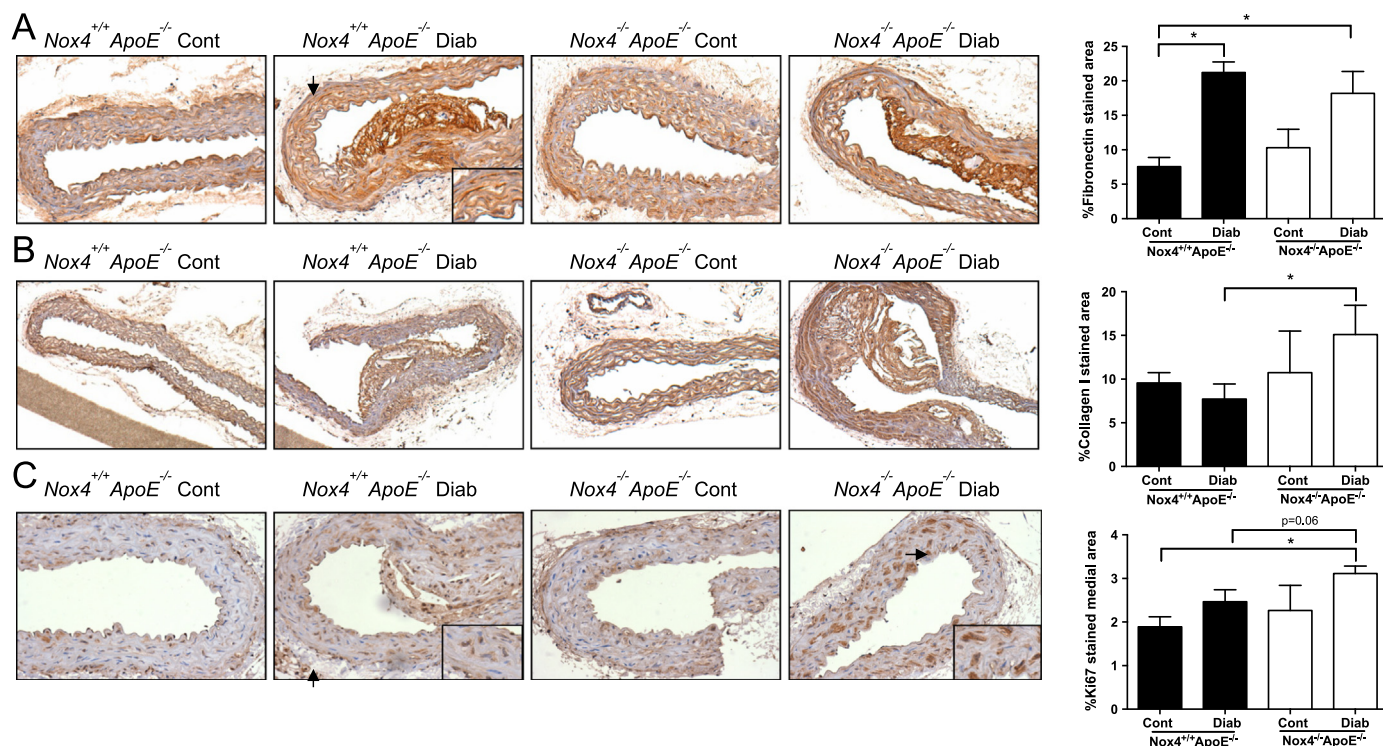 A
Nox4+/+ApoE-/- Cont
Nox4+/+ApoE-/- Diab
Nox4-/-ApoE-/- Cont
Nox4-/-ApoE-/- Diab
%Fibronectin stained area
25
20
15
10
5
0
*
*
Cont Diab Cont Diab
Nox4+/+ApoE-/- Nox4-/-ApoE-/-
B
Nox4+/+ApoE-/- Cont
Nox4+/+ApoE-/- Diab
Nox4-/-ApoE-/- Cont
Nox4-/-ApoE-/- Diab
%Collagen I stained area
20
15
10
5
0
*
Cont Diab Cont Diab
Nox4+/+ApoE-/- Nox4-/-ApoE-/-
C
Nox4+/+ApoE-/- Cont
Nox4+/+ApoE-/- Diab
Nox4-/-ApoE-/- Cont
Nox4-/-ApoE-/- Diab
%Ki67 stained medial area
4
3
2
1
0
p=0.06
*
Cont Diab Cont Diab
Nox4+/+ApoE-/- Nox4-/-ApoE-/-